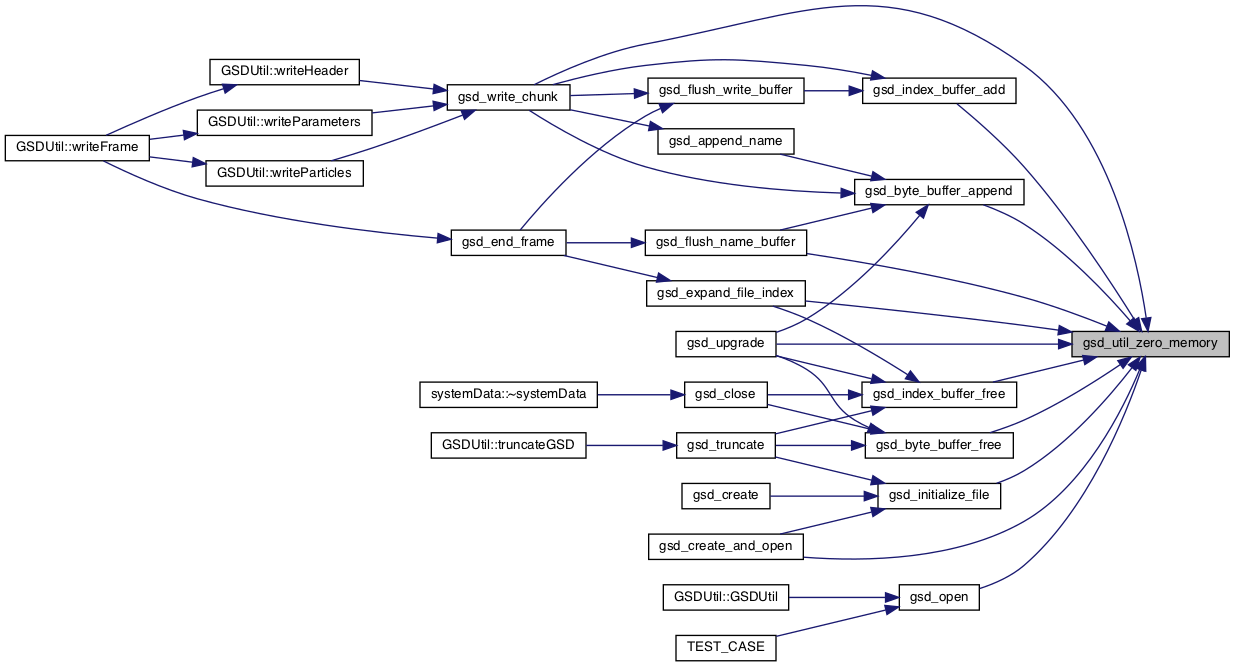 GSDUtil::writeHeader
gsd_write_chunk
gsd_flush_write_buffer
gsd_index_buffer_add
GSDUtil::writeParameters
GSDUtil::writeFrame
gsd_append_name
GSDUtil::writeParticles
gsd_byte_buffer_append
gsd_end_frame
gsd_flush_name_buffer
gsd_expand_file_index
gsd_upgrade
gsd_util_zero_memory
systemData::~systemData
gsd_close
gsd_index_buffer_free
GSDUtil::truncateGSD
gsd_truncate
gsd_byte_buffer_free
gsd_create
gsd_initialize_file
gsd_create_and_open
GSDUtil::GSDUtil
gsd_open
TEST_CASE